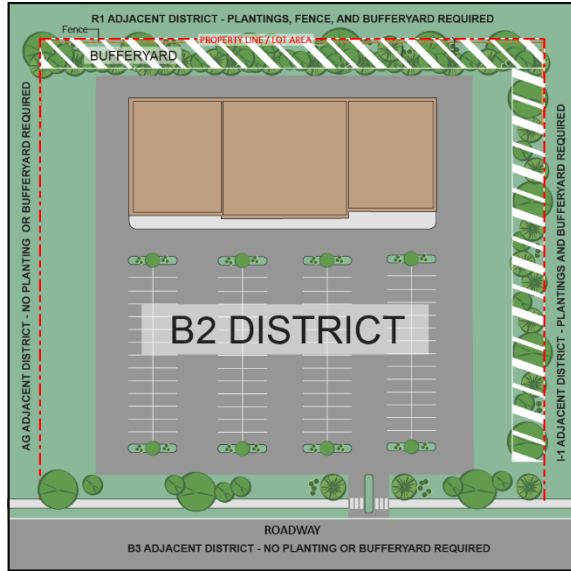 R1 ADJACENT DISTRICT - PLANTINGS, FENCE, AND BUFFERYARD REQUIRED
Fence
PROPERTY LINE / LOT AREA
BUFFERYARD
AG ADJACENT DISTRICT - NO PLANTING OR BUFFERYARD REQUIRED
I-1 ADJACENT DISTRICT - PLANTINGS AND BUFFERYARD REQUIRED
B2 DISTRICT
ROADWAY
B3 ADJACENT DISTRICT - NO PLANTING OR BUFFERYARD REQUIRED